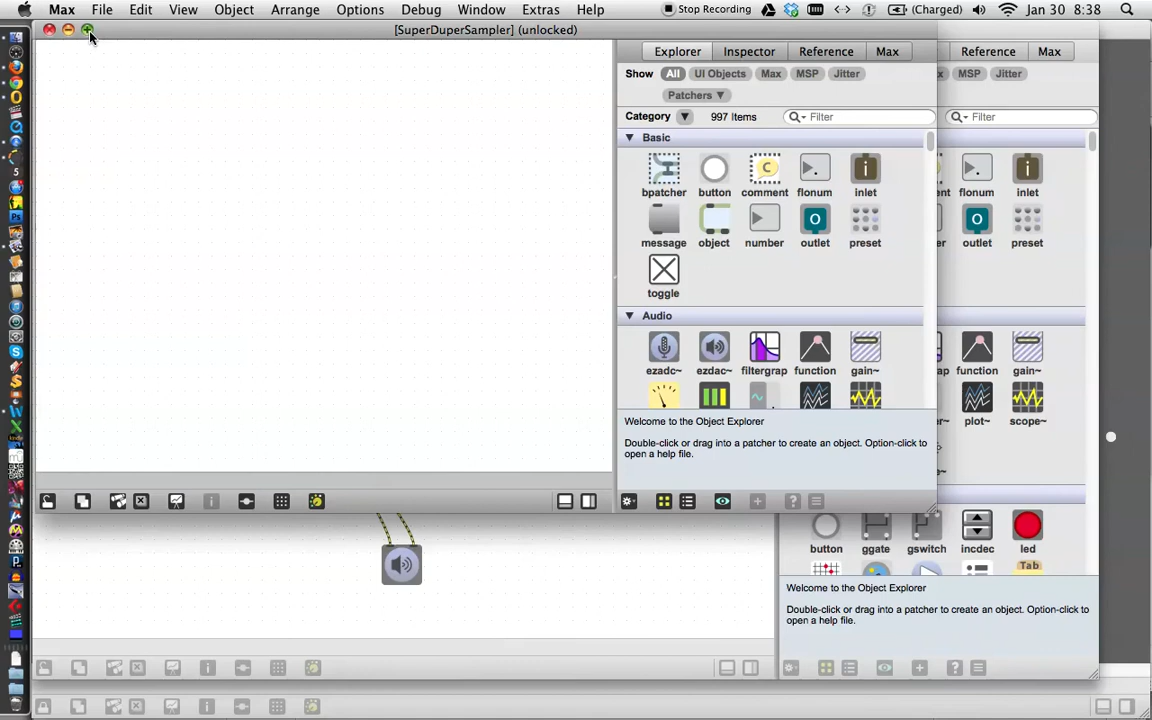 Max File Edit View Object Arrange Options Debug Window Extras Help Stop Recording (Charged) Jan 30 8:38
[SuperDuperSampler] (unlocked)
Explorer Inspector Reference Max Reference Max
Show All UI Objects Max MSP Jitter MSP Jitter
Patchers ▼
Category ▼ 997 Items Filter Filter
Basic
bpatcher button comment flonum inlet flonum inlet
message object number outlet preset outlet preset
toggle
Audio
ezadc~ ezdac~ filtergrap function gain~ function gain~
plot~ scope~
Welcome to the Object Explorer
Double-click or drag into a patcher to create an object. Option-click to
open a help file.
button ggate gswitch incdec led
Tab
Welcome to the Object Explorer
Double-click or drag into a patcher to create an object. Option-click to
open a help file.